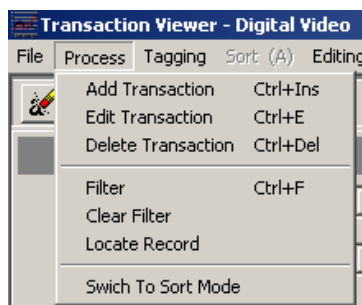 Transaction Viewer - Digital Video
File Process Tagging Sort (A) Editing
Add Transaction Ctrl+Ins
Edit Transaction Ctrl+E
Delete Transaction Ctrl+Del
Filter Ctrl+F
Clear Filter
Locate Record
Swich To Sort Mode